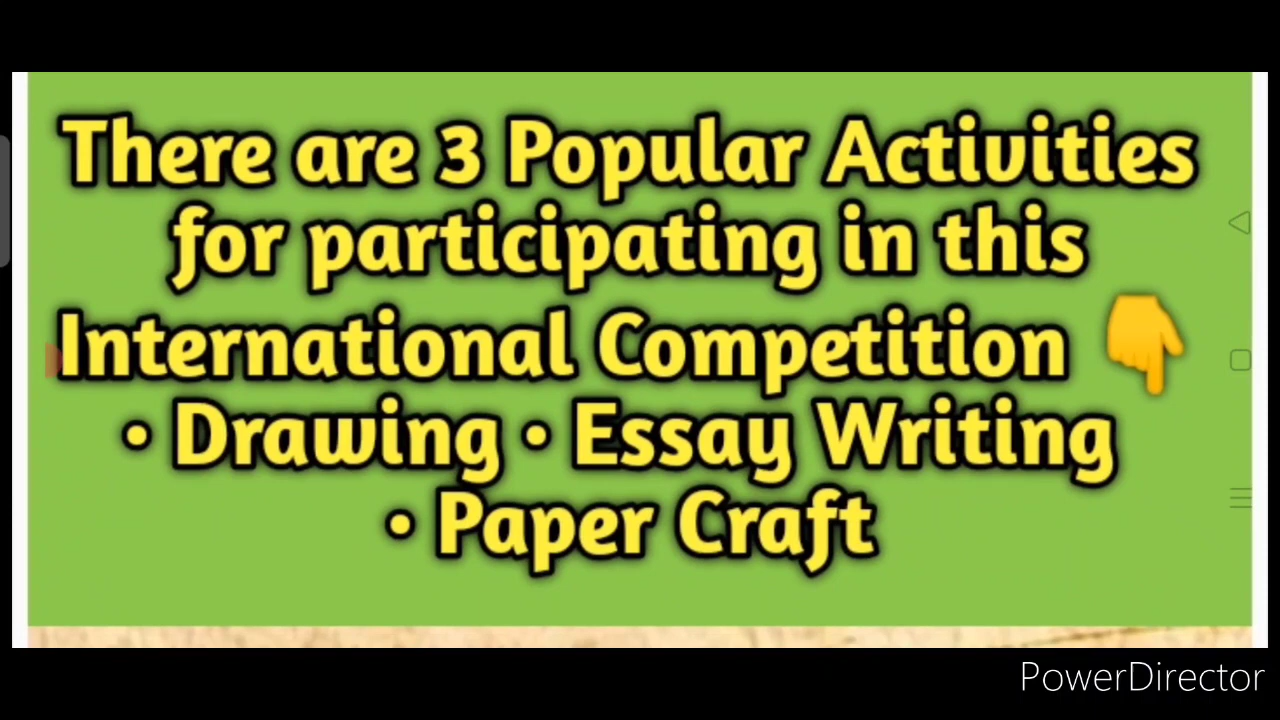 There are 3 Popular Activities
for participating in this
International Competition 👇
• Drawing • Essay Writing
• Paper Craft
PowerDirector